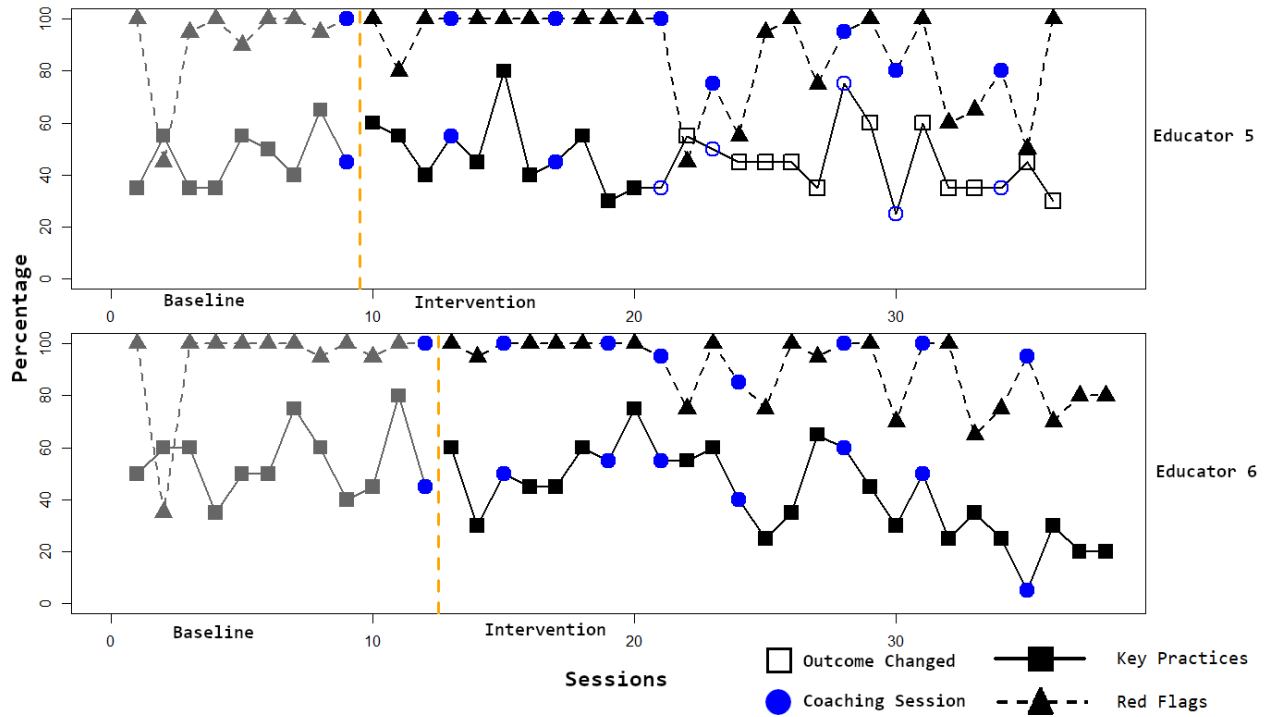 100
80
60
40
20
0
Educator 5
Baseline
Intervention
0
10
20
30
Percentage
100
80
60
40
20
0
Educator 6
Baseline
Intervention
0
10
20
30
Sessions
Outcome Changed
Key Practices
Coaching Session
Red Flags